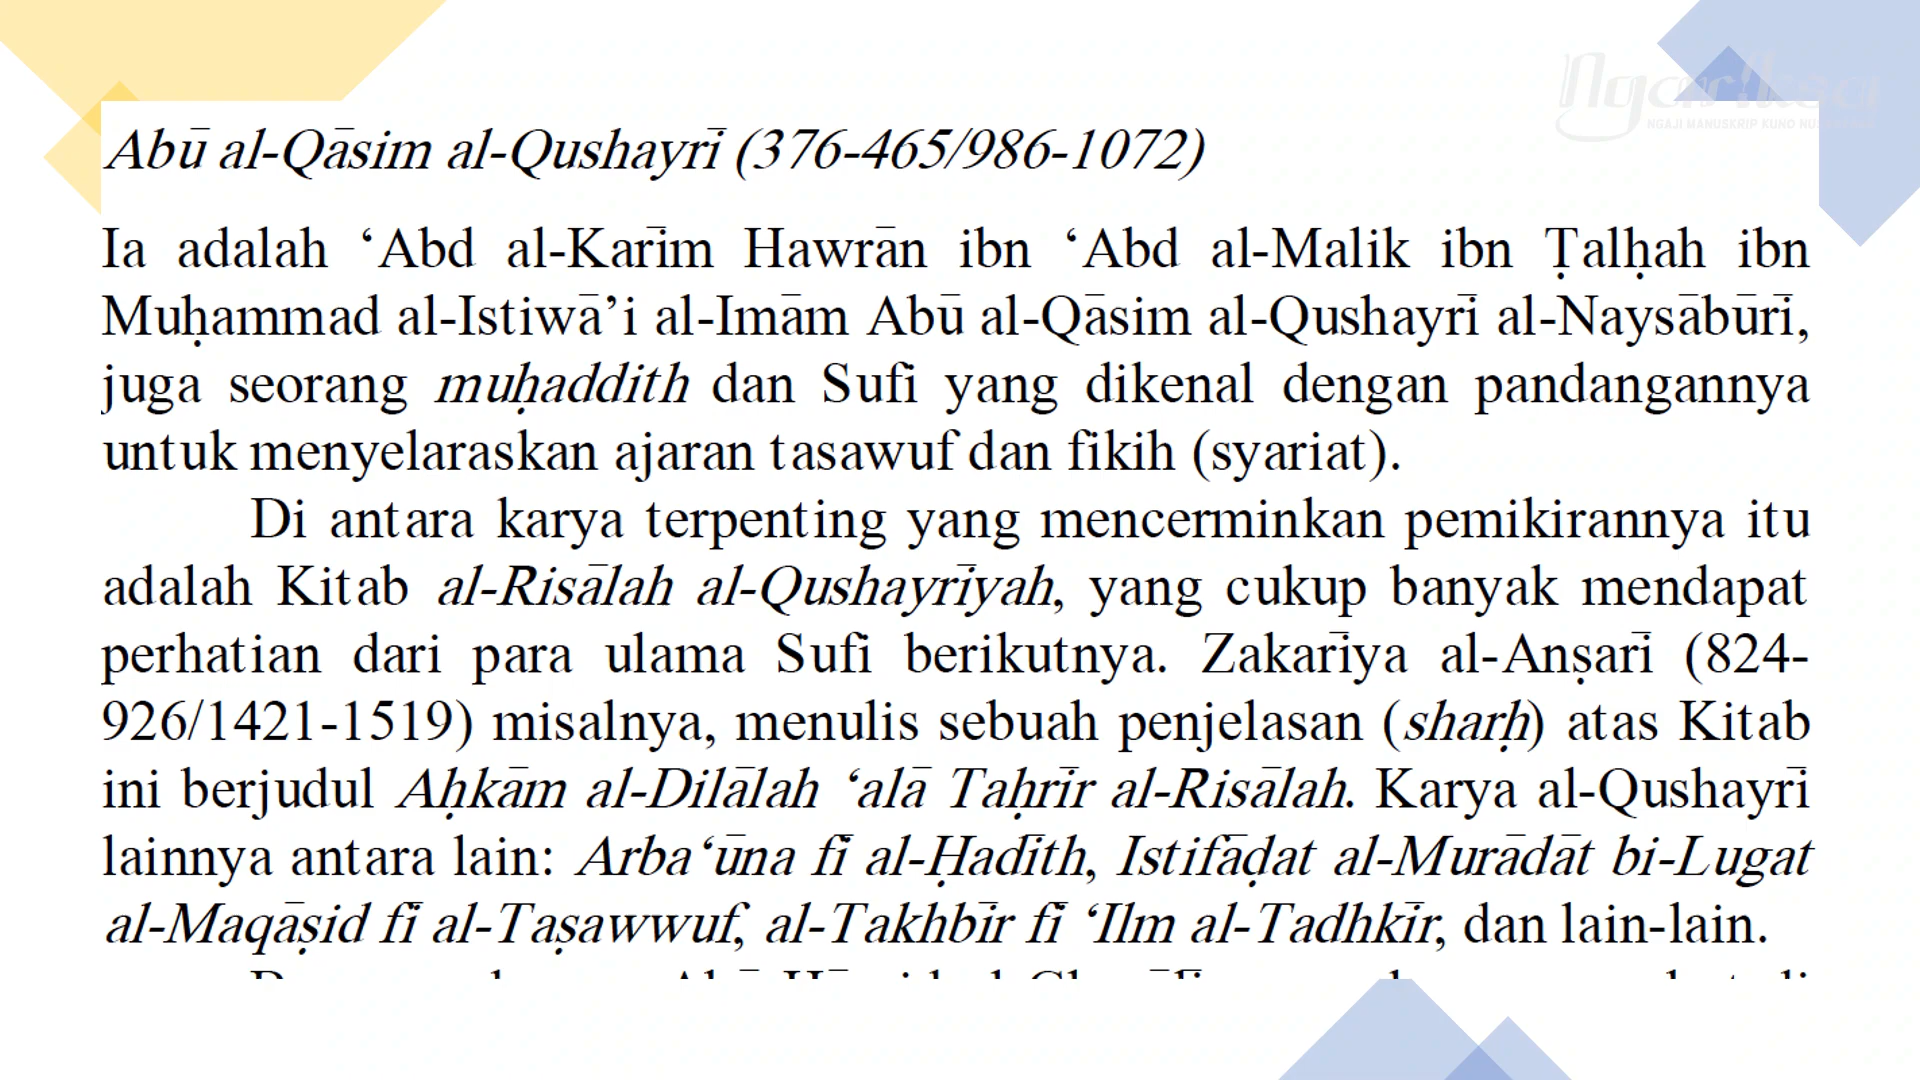 Ngariksa
NGAJI MANUSKRIP KUNO
Abū al-Qāsim al-Qushayrī (376-465/986-1072)
Ia adalah ‘Abd al-Karīm Hawrān ibn ‘Abd al-Malik ibn Ṭalḥah ibn
Muḥammad al-Istiwā’i al-Imām Abū al-Qāsim al-Qushayrī al-Naysābūrī,
juga seorang muḥaddith dan Sufi yang dikenal dengan pandangannya
untuk menyelaraskan ajaran tasawuf dan fikih (syariat).
Di antara karya terpenting yang mencerminkan pemikirannya itu
adalah Kitab al-Risālah al-Qushayrīyah, yang cukup banyak mendapat
perhatian dari para ulama Sufi berikutnya. Zakarīya al-Anṣarī (824-
926/1421-1519) misalnya, menulis sebuah penjelasan (sharḥ) atas Kitab
ini berjudul Aḥkām al-Dilālah ‘alā Taḥrīr al-Risālah. Karya al-Qushayrī
lainnya antara lain: Arba‘ūna fī al-Ḥadīth, Istifāḍat al-Murādāt bi-Lugat
al-Maqāṣid fī al-Taṣawwuf, al-Takhbīr fī ‘Ilm al-Tadhkīr, dan lain-lain.